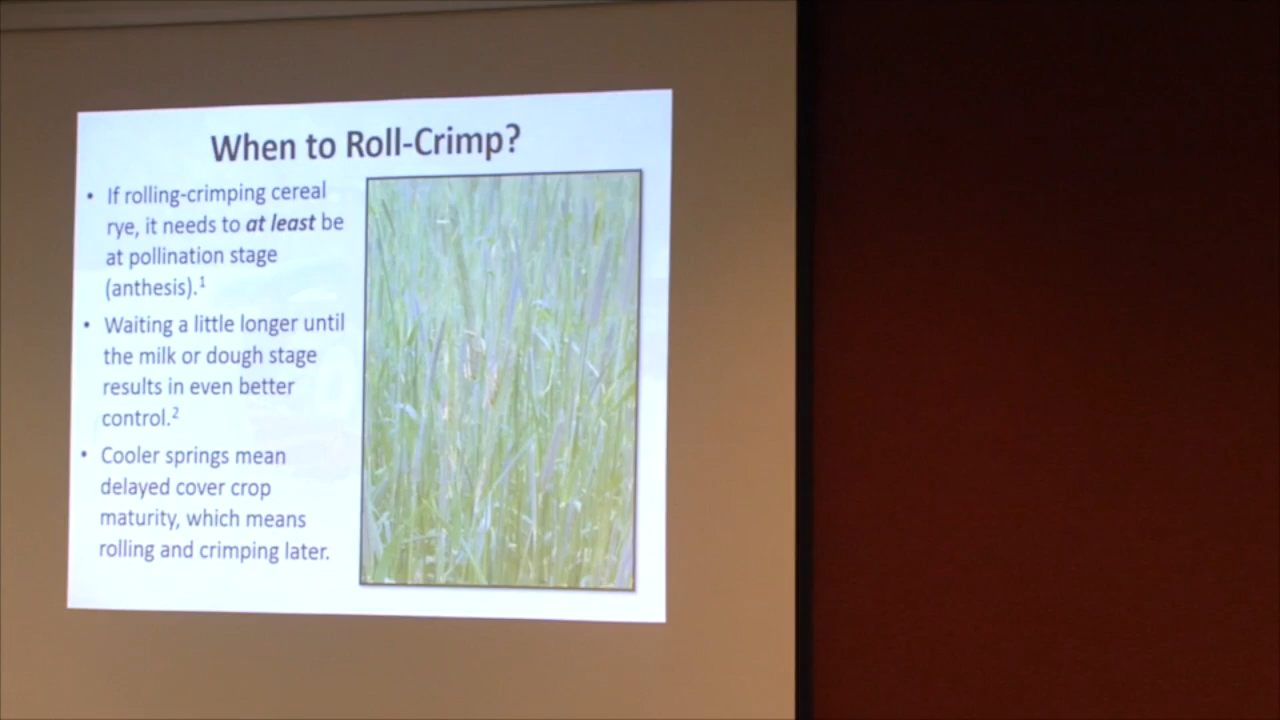 When to Roll-Crimp?
• If rolling-crimping cereal
rye, it needs to at least be
at pollination stage
(anthesis).¹
• Waiting a little longer until
the milk or dough stage
results in even better
control.²
• Cooler springs mean
delayed cover crop
maturity, which means
rolling and crimping later.